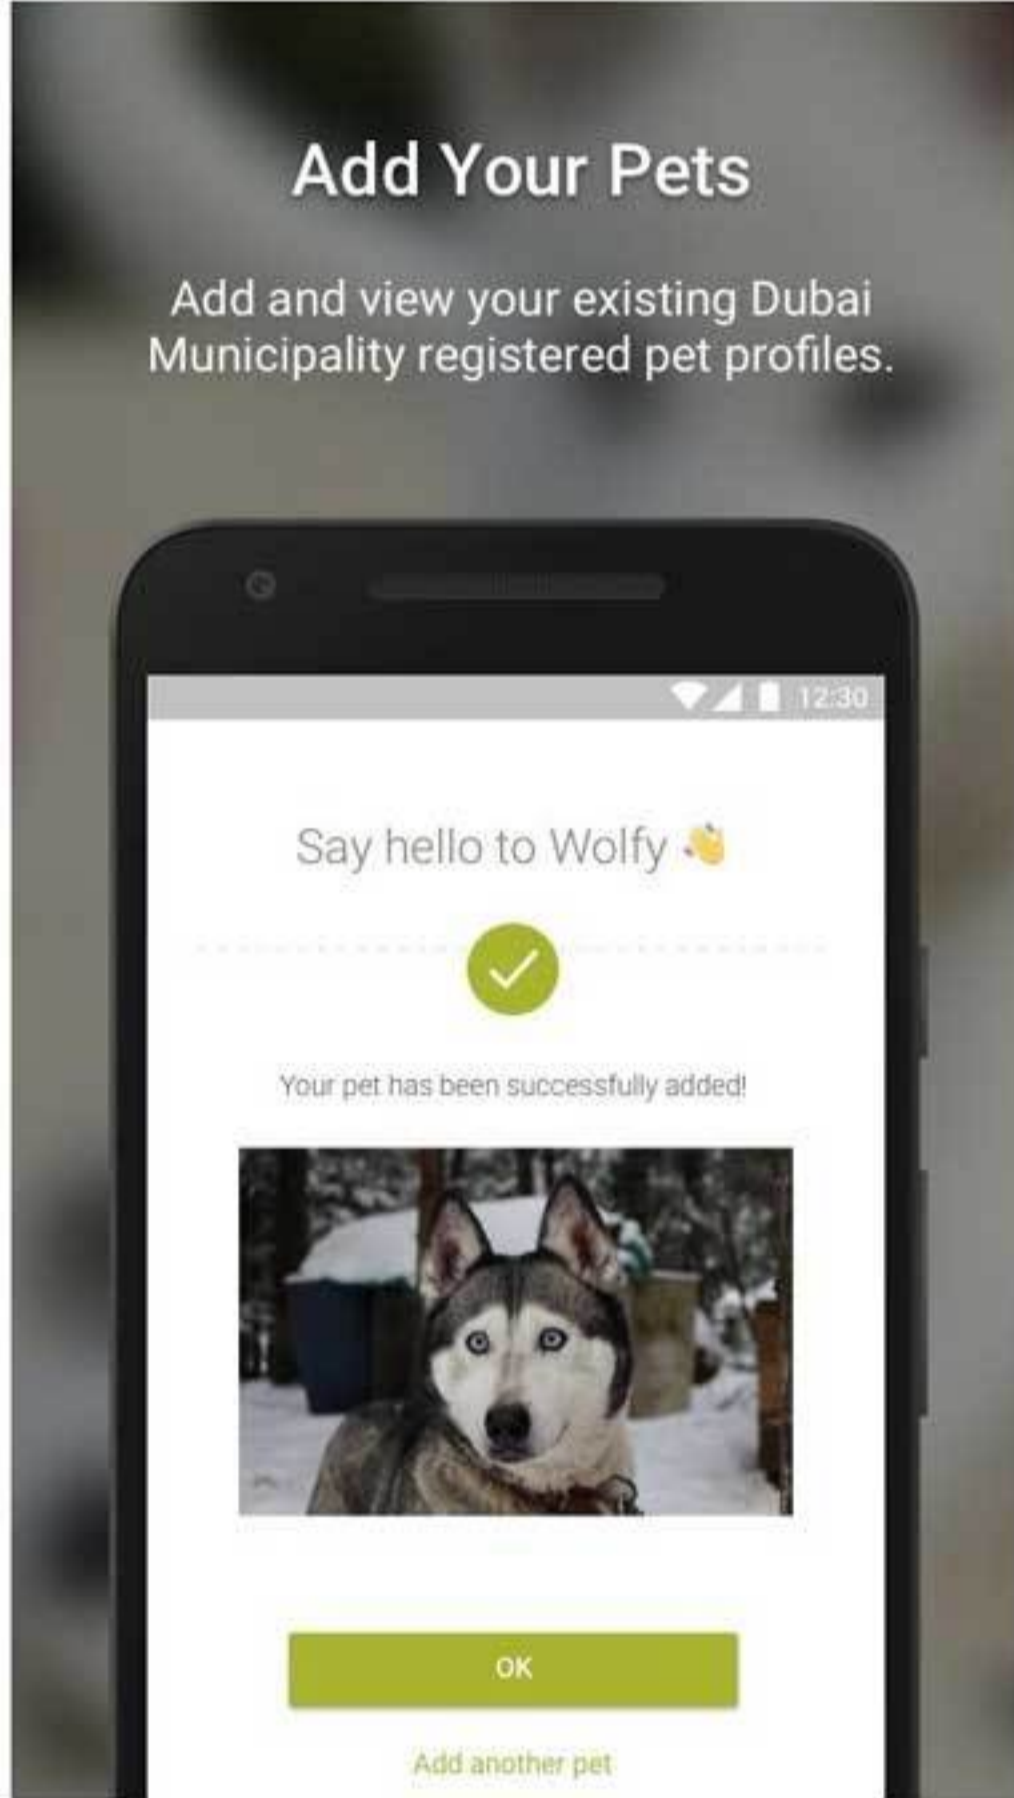 Add Your Pets
Add and view your existing Dubai
Municipality registered pet profiles.
12:30
Say hello to Wolfy 👋
Your pet has been successfully added!
OK
Add another pet